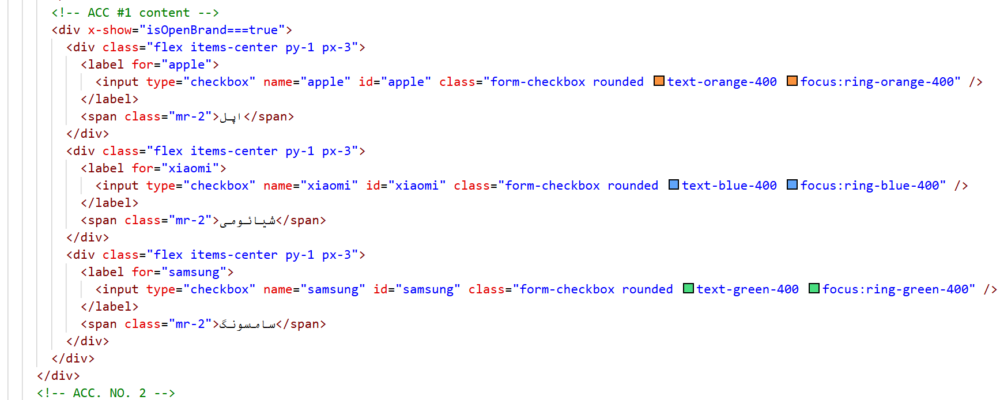 <!-- ACC #1 content -->
<div x-show="isOpenBrand===true">
<div class="flex items-center py-1 px-3">
<label for="apple">
<input type="checkbox" name="apple" id="apple" class="form-checkbox rounded text-orange-400 focus:ring-orange-400" />
</label>
<span class="mr-2">اپل</span>
</div>
<div class="flex items-center py-1 px-3">
<label for="xiaomi">
<input type="checkbox" name="xiaomi" id="xiaomi" class="form-checkbox rounded text-blue-400 focus:ring-blue-400" />
</label>
<span class="mr-2">شیائومی</span>
</div>
<div class="flex items-center py-1 px-3">
<label for="samsung">
<input type="checkbox" name="samsung" id="samsung" class="form-checkbox rounded text-green-400 focus:ring-green-400" />
</label>
<span class="mr-2">سامسونگ</span>
</div>
</div>
</div>
<!-- ACC. NO. 2 -->